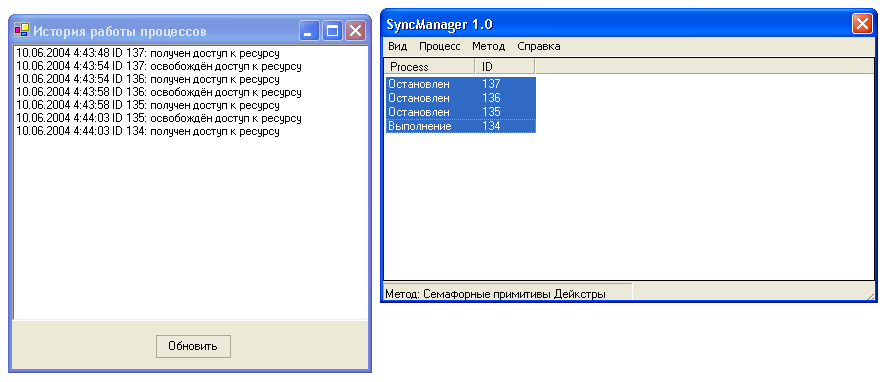 История работы процессов
10.06.2004 4:43:48 ID 137: получен доступ к ресурсу
10.06.2004 4:43:54 ID 137: освобождён доступ к ресурсу
10.06.2004 4:43:54 ID 136: получен доступ к ресурсу
10.06.2004 4:43:58 ID 136: освобождён доступ к ресурсу
10.06.2004 4:43:58 ID 135: получен доступ к ресурсу
10.06.2004 4:44:03 ID 135: освобождён доступ к ресурсу
10.06.2004 4:44:03 ID 134: получен доступ к ресурсу
Обновить
SyncManager 1.0
Вид Процесс Метод Справка
Process ID
Остановлен 137
Остановлен 136
Остановлен 135
Выполнение 134
Метод: Семафорные примитивы Дейкстры